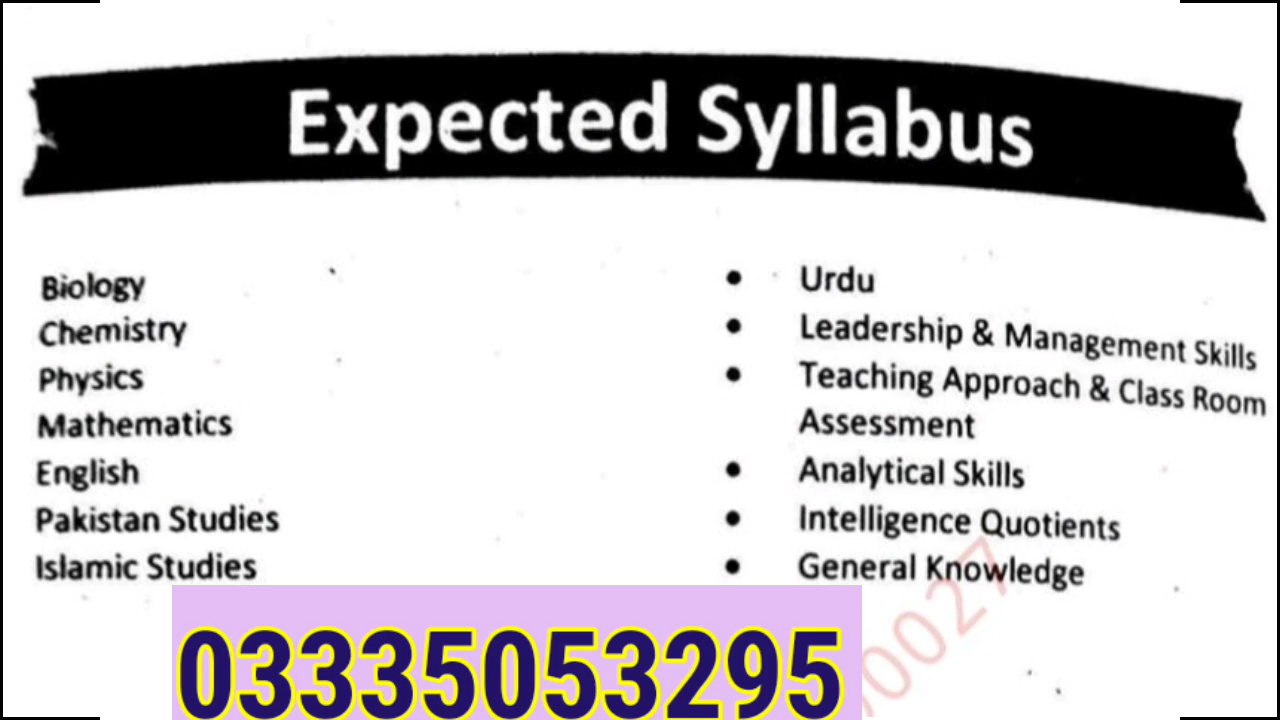 Expected Syllabus
Biology
Chemistry
Physics
Mathematics
English
Pakistan Studies
Islamic Studies
• Urdu
• Leadership & Management Skills
• Teaching Approach & Class Room
Assessment
• Analytical Skills
• Intelligence Quotients
• General Knowledge
03335053295
0027